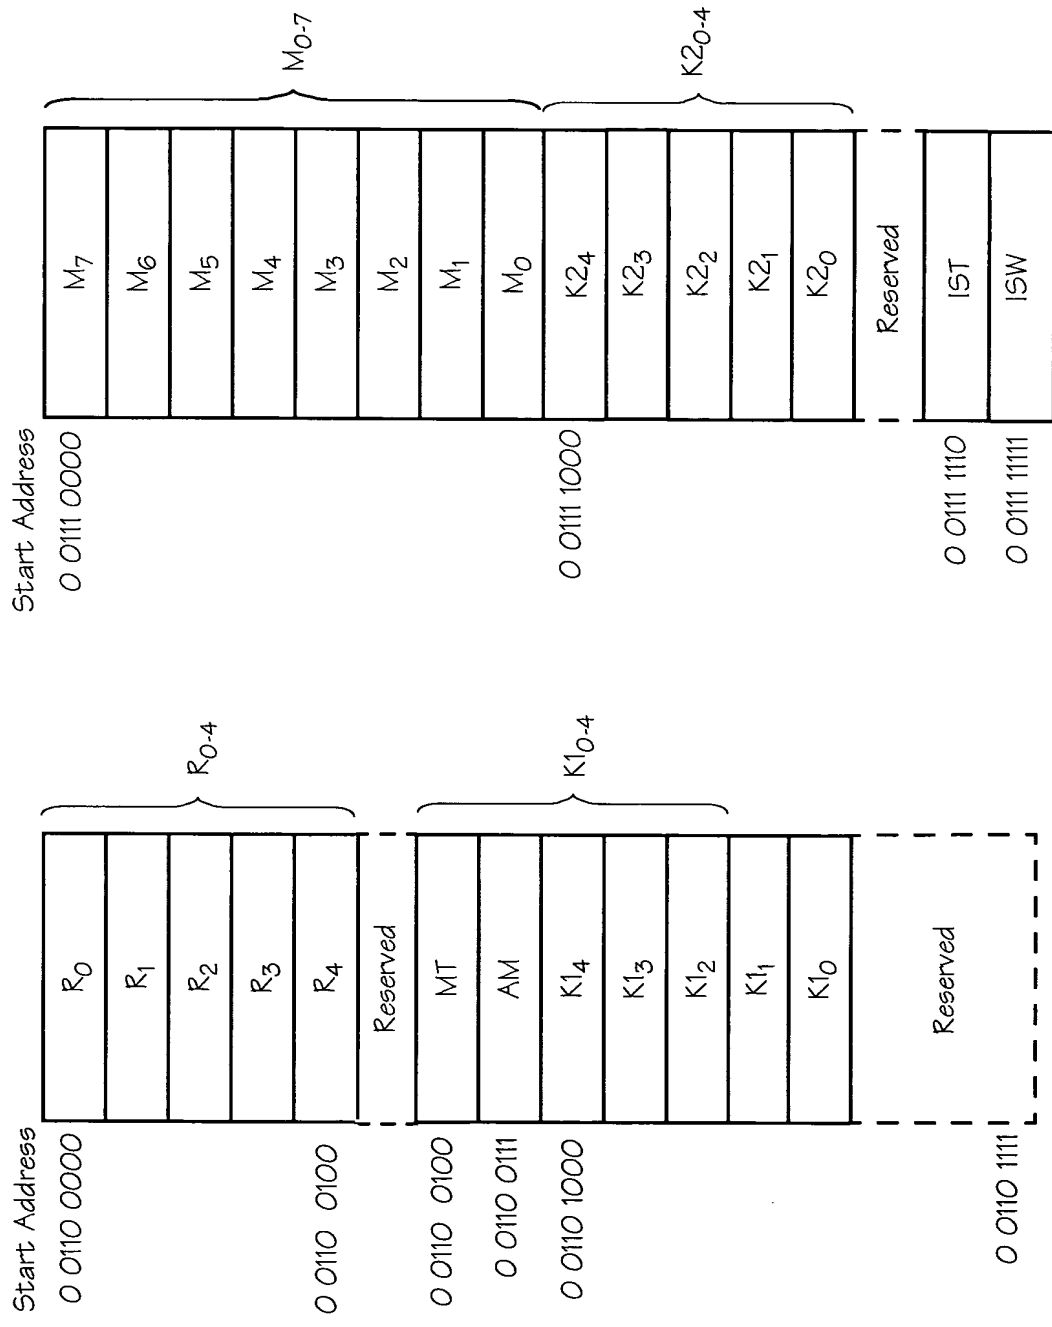 Start Address
0 0110 0000 R0
R1
R2
R3
0 0110 0100 R4
R0-4
Reserved
0 0110 0100 MT
0 0110 0111 AM
0 0110 1000 K14
K13
K12
K11
K10
K10-4
Reserved
0 0110 1111
Start Address
0 0111 0000 M7
M6
M5
M4
M3
M2
M1
M0
M0-7
0 0111 1000 K24
K23
K22
K21
K20
K20-4
Reserved
0 0111 1110 IST
0 0111 11111 ISW